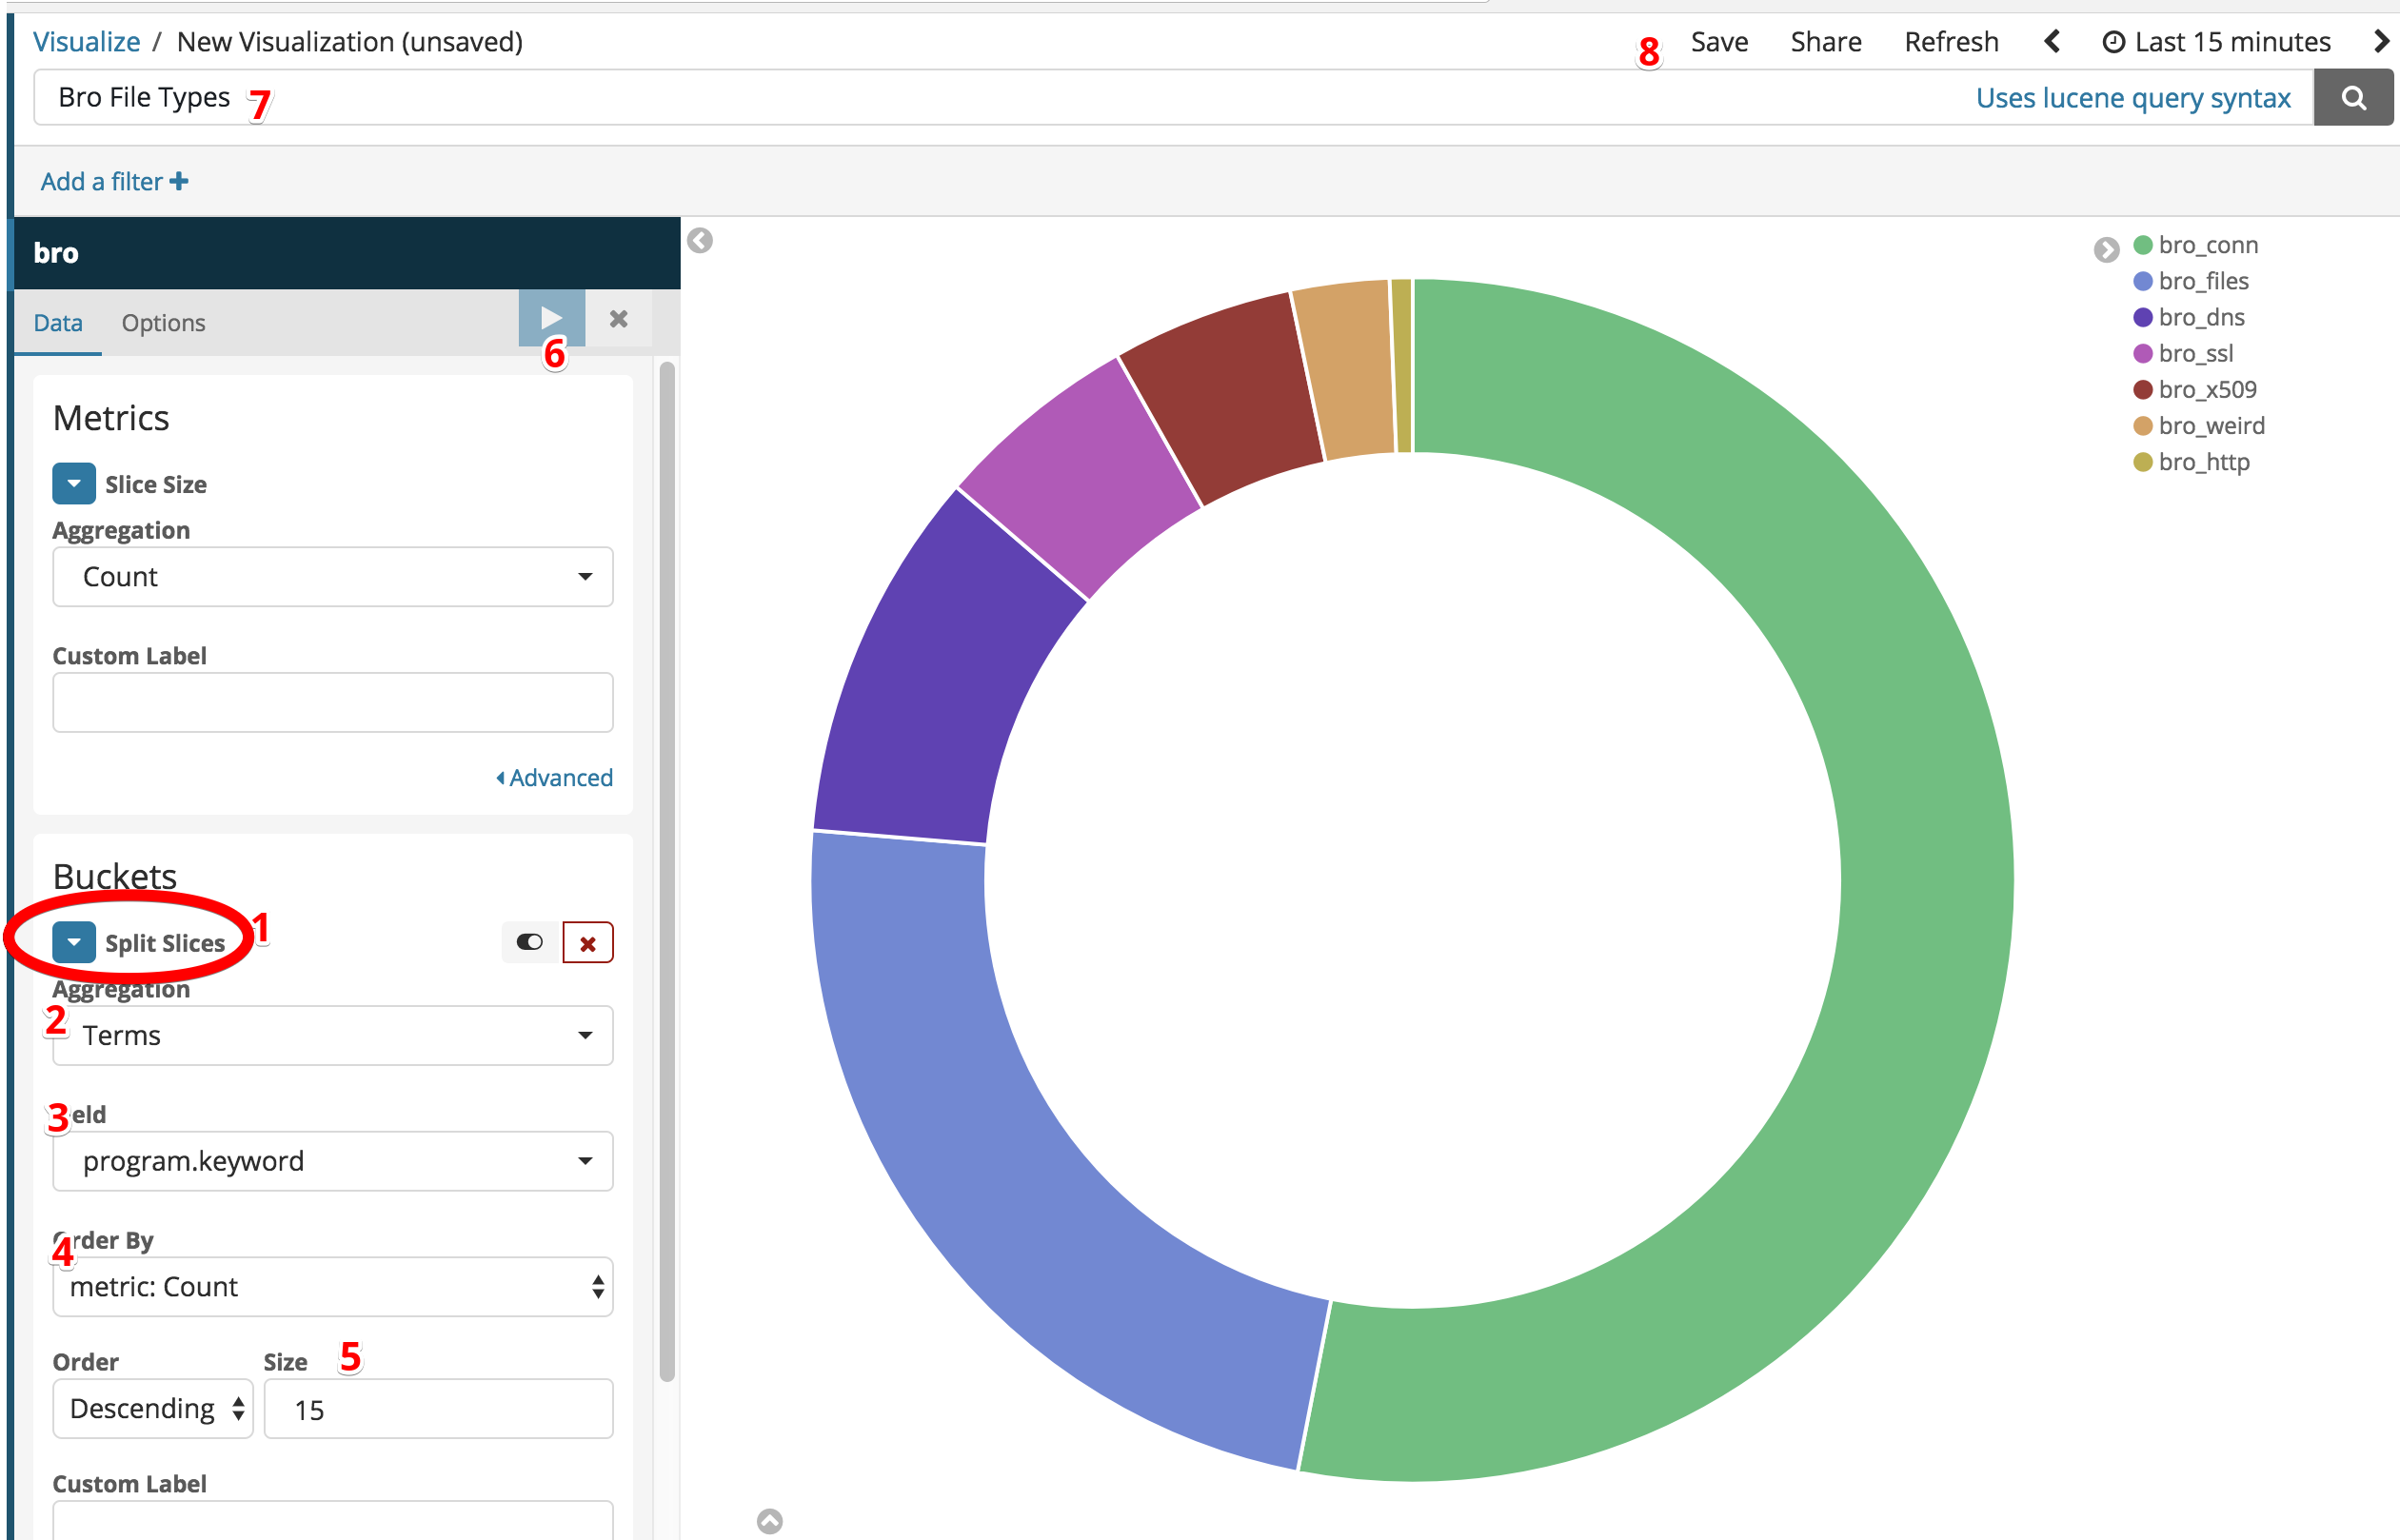 Visualize / New Visualization (unsaved)
8 Save Share Refresh Last 15 minutes
Bro File Types 7 Uses lucene query syntax
Add a filter
bro
Data Options
6
Metrics
Slice Size
Aggregation
Count
Custom Label
Advanced
Buckets
Split Slices 1
Aggregation
2 Terms
3 eld
program.keyword
4 rder By
metric: Count
Order Size 5
Descending 15
Custom Label
bro_conn
bro_files
bro_dns
bro_ssl
bro_x509
bro_weird
bro_http